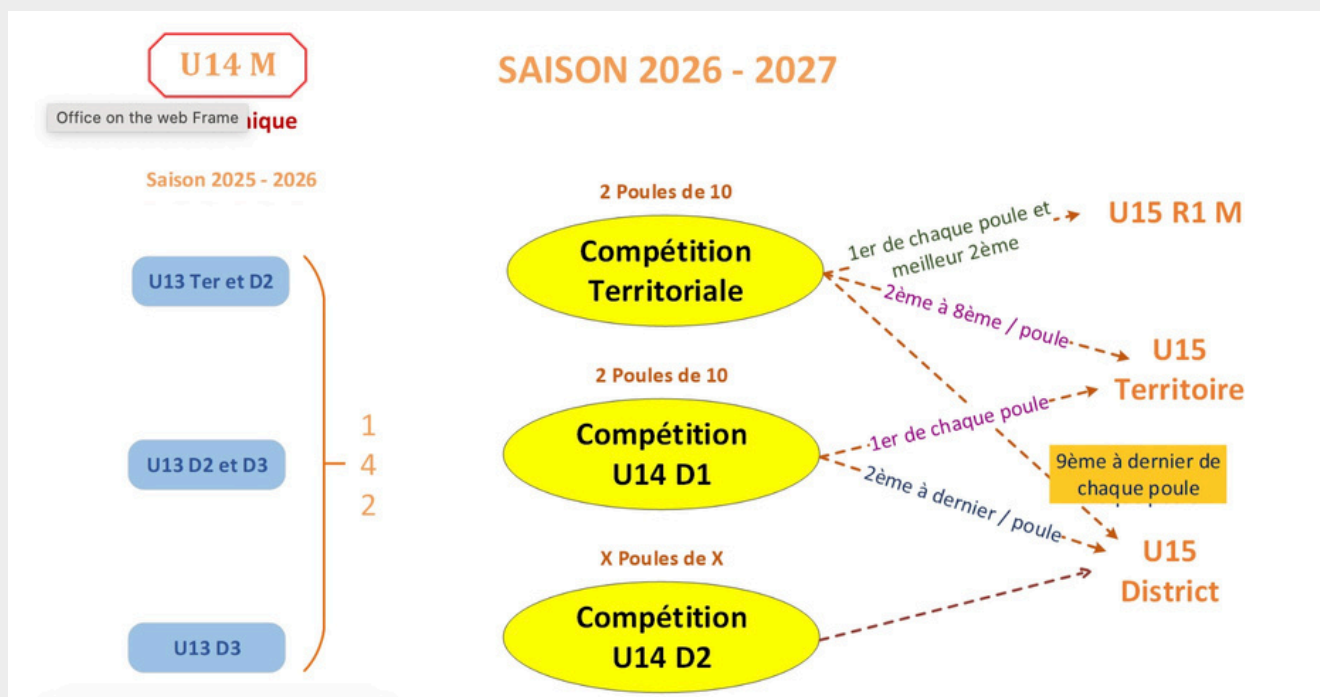 U14 M
SAISON 2026 - 2027
Office on the web Frame
Saison 2025 - 2026
U13 Ter et D2
U13 D2 et D3
U13 D3
1
4
2
2 Poules de 10
Compétition
Territoriale
2 Poules de 10
Compétition
U14 D1
X Poules de X
Compétition
U14 D2
1er de chaque poule et
meilleur 2ème
2ème à 8ème / poule
1er de chaque poule
2ème à dernier / poule
9ème à dernier de
chaque poule
U15 R1 M
U15
Territoire
U15
District